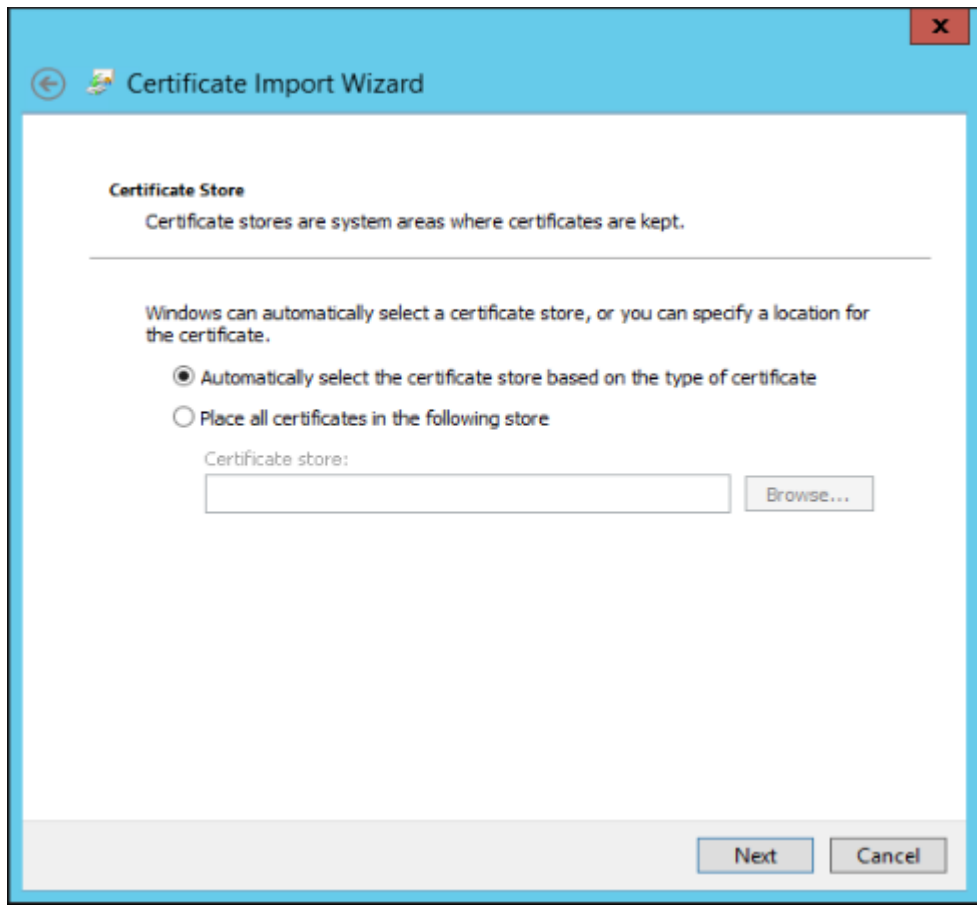 x
Certificate Import Wizard
Certificate Store
Certificate stores are system areas where certificates are kept.
Windows can automatically select a certificate store, or you can specify a location for
the certificate.
Automatically select the certificate store based on the type of certificate
Place all certificates in the following store
Certificate store:
Browse...
Next
Cancel